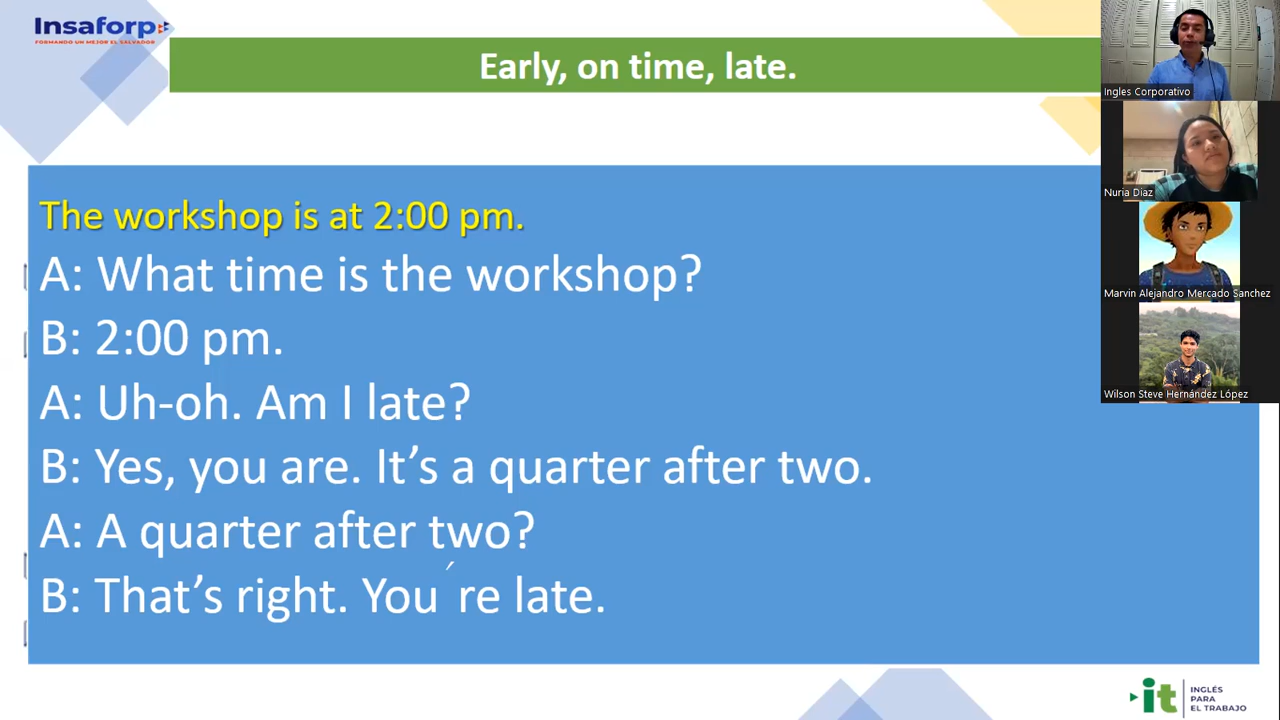 Insaforp
FORMANDO UN MEJOR EL SALVADOR
Early, on time, late.
The workshop is at 2:00 pm.
A: What time is the workshop?
B: 2:00 pm.
A: Uh-oh. Am I late?
B: Yes, you are. It’s a quarter after two.
A: A quarter after two?
B: That’s right. You´re late.
Ingles Corporativo
Nuria Diaz
Marvin Alejandro Mercado Sanchez
Wilson Steve Hernández López
it
INGLÉS
PARA
EL TRABAJO